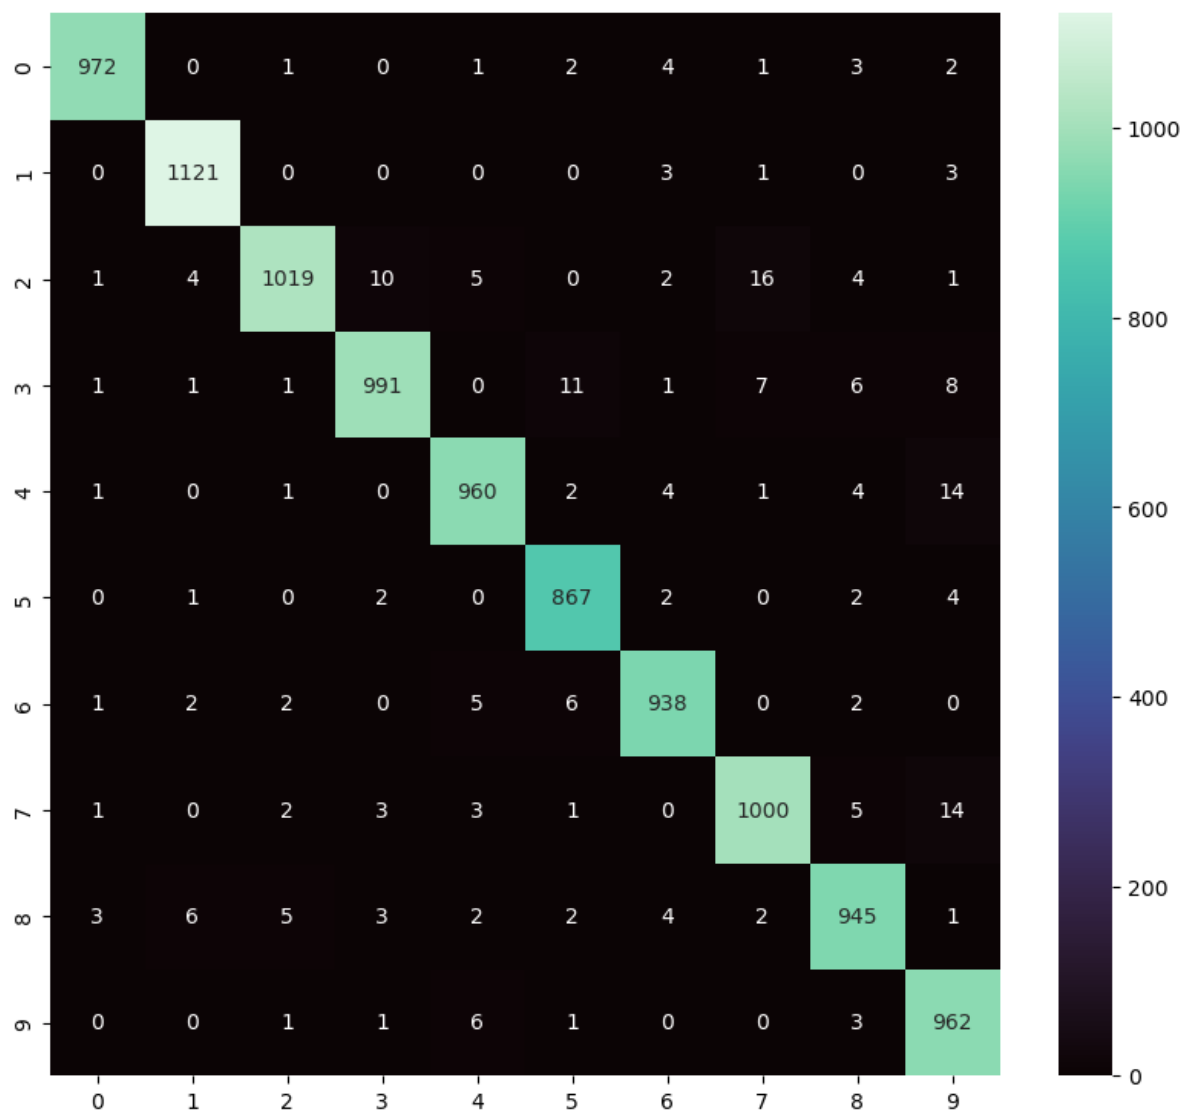 0 972 0 1 0 1 2 4 1 3 2
1 0 1121 0 0 0 0 3 1 0 3
2 1 4 1019 10 5 0 2 16 4 1
3 1 1 1 991 0 11 1 7 6 8
4 1 0 1 0 960 2 4 1 4 14
5 0 1 0 2 0 867 2 0 2 4
6 1 2 2 0 5 6 938 0 2 0
7 1 0 2 3 3 1 0 1000 5 14
8 3 6 5 3 2 2 4 2 945 1
9 0 0 1 1 6 1 0 0 3 962
0 1 2 3 4 5 6 7 8 9
1000
800
600
400
200
0